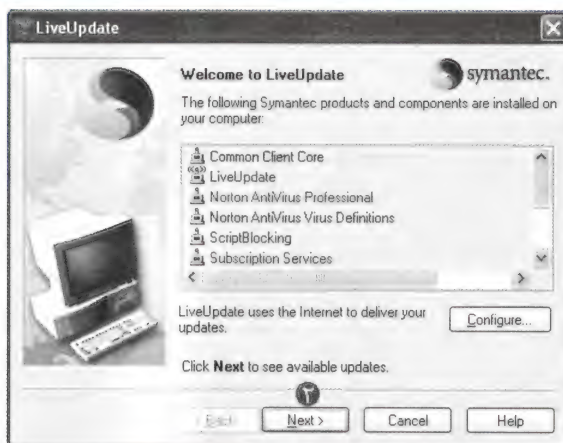 LiveUpdate
Welcome to LiveUpdate
symantec.
The following Symantec products and components are installed on
your computer:
Common Client Core
LiveUpdate
Norton AntiVirus Professional
Norton AntiVirus Virus Definitions
ScriptBlocking
Subscription Services
LiveUpdate uses the Internet to deliver your
updates.
Configure...
Click Next to see available updates.
٢
< Back
Next >
Cancel
Help